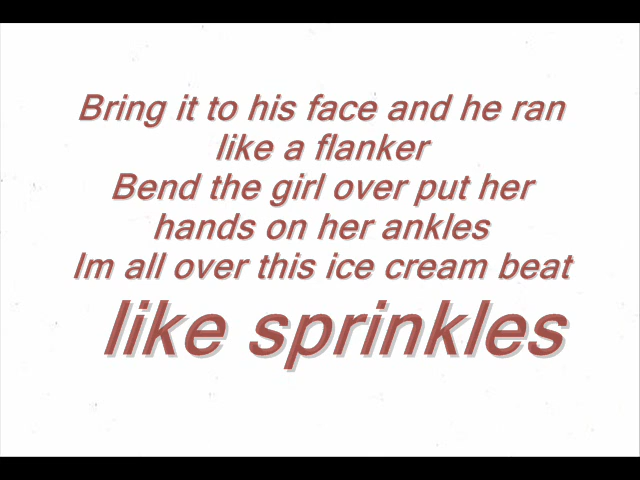 Bring it to his face and he ran
like a flanker
Bend the girl over put her
hands on her ankles
Im all over this ice cream beat
like sprinkles